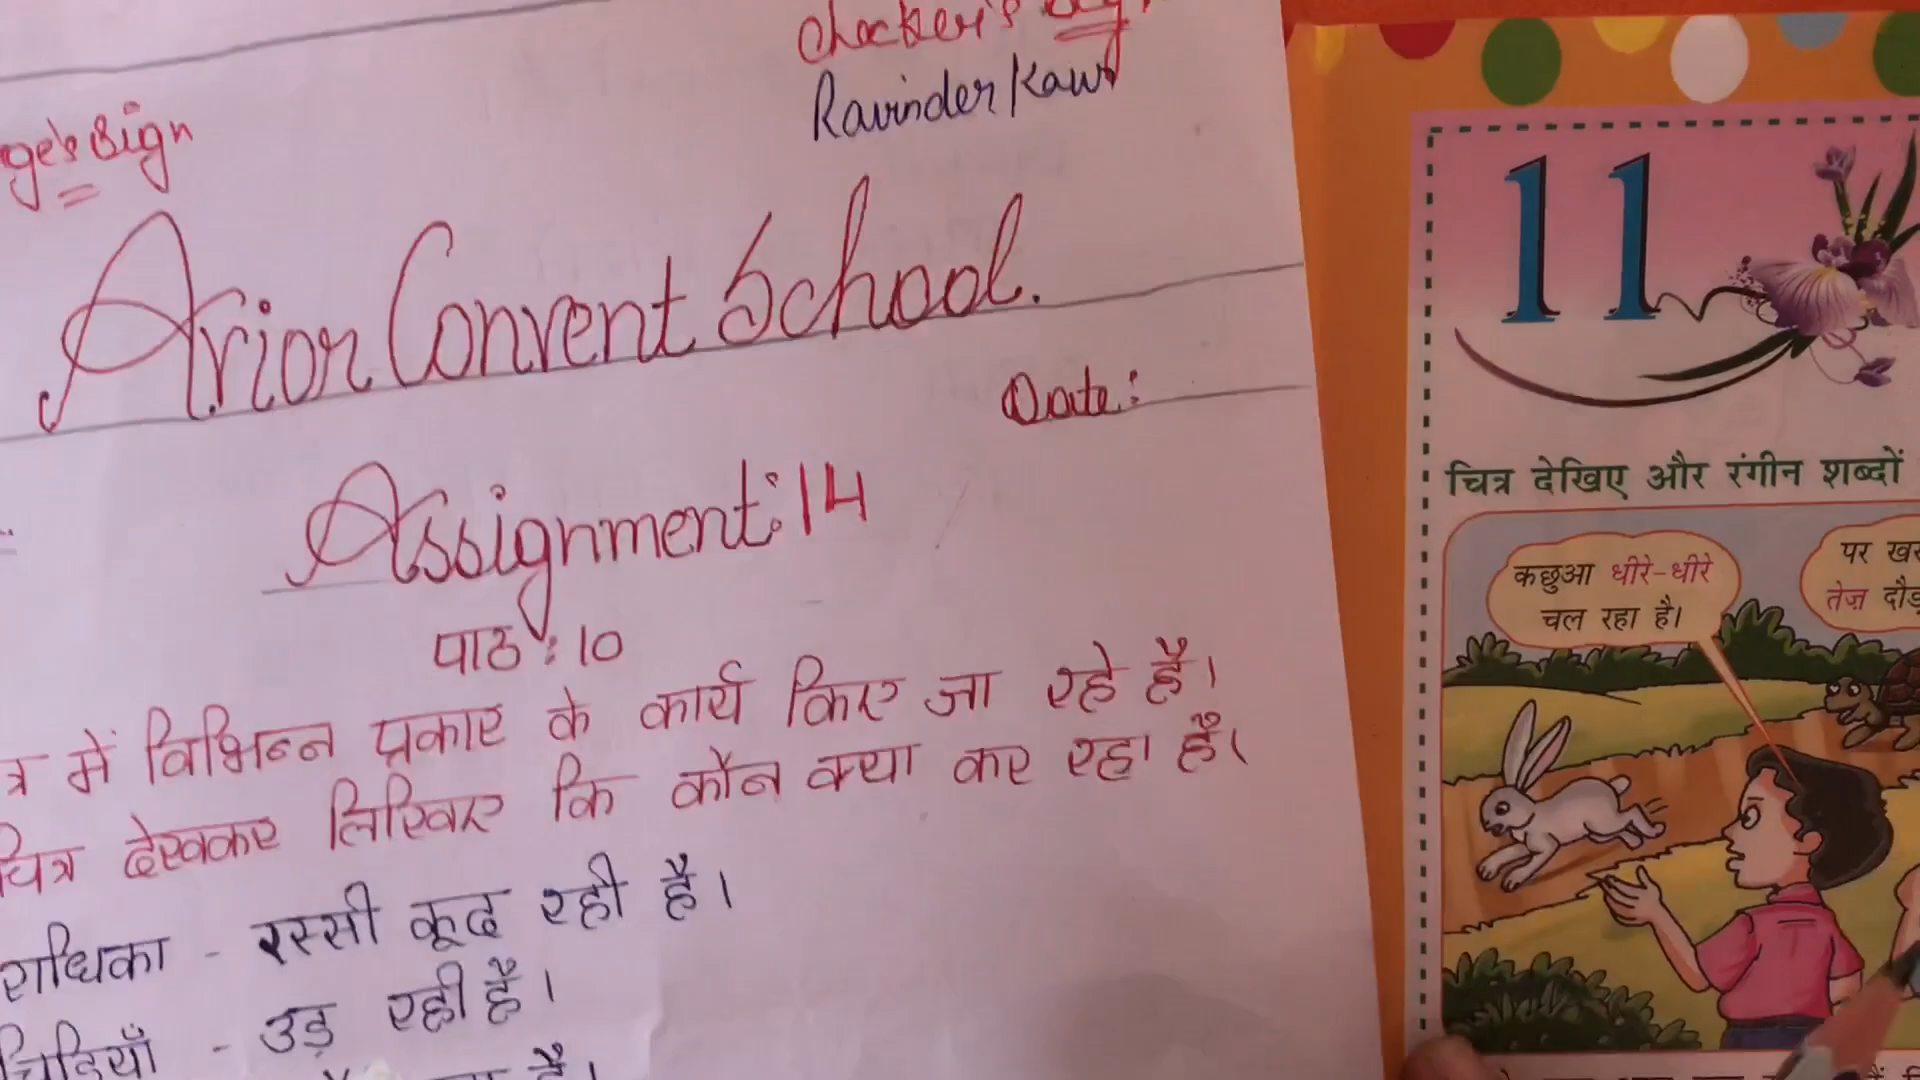 Checker's Sign
Ravinder Kaur
ge's Sign
Arion Convent School.
Date:
Assignment: 14
पाठ : 10
त्र में विभिन्न प्रकार के कार्य किए जा रहे है।
चित्र देखकर लिखिए कि कौन क्या कर रहा है।
राधिका - रस्सी कूद रही है।
चिड़ियाँ - उड़ रही है।
है।
11
चित्र देखिए और रंगीन शब्दों
कछुआ धीरे-धीरे
चल रहा है।
पर खर
तेज़ दौड़